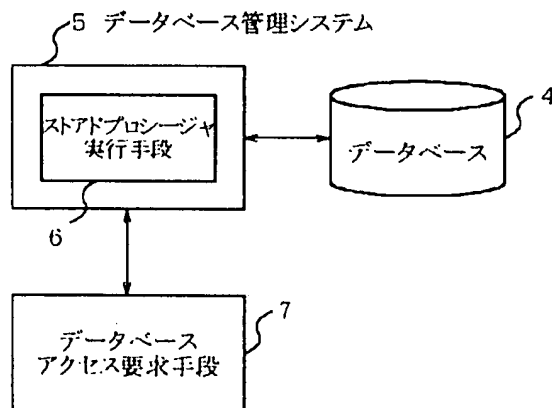 5 データベース管理システム
ストアドプロシージャ
実行手段
6
4
データベース
7
データベース
アクセス要求手段